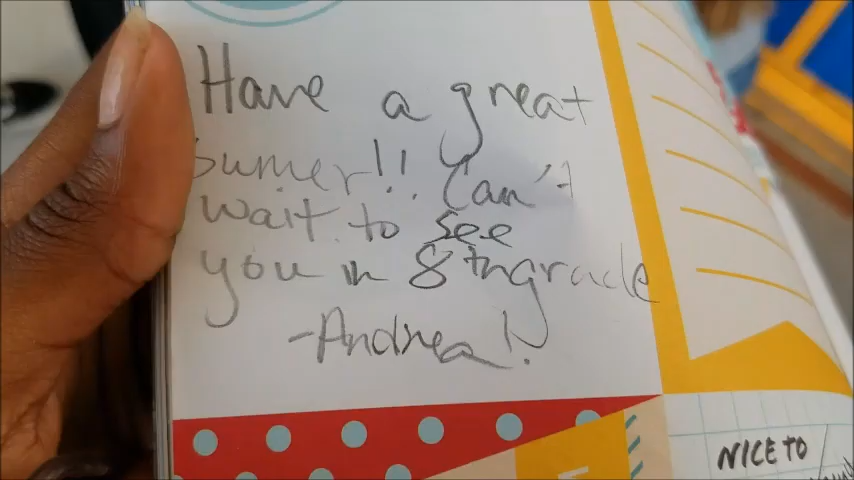 Have a great
sumer!! Can't
wait to see
you in 8thgrade
-Andrea!
NICE TO